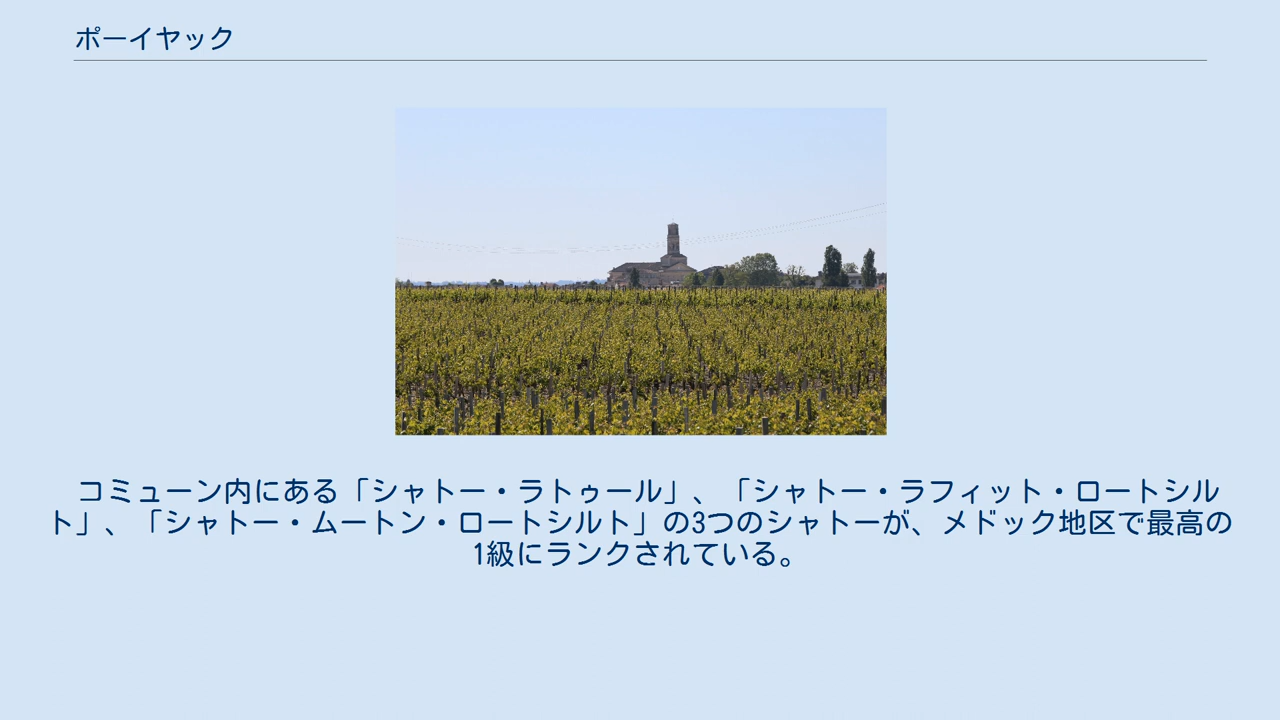 ポーイヤック
コミューン内にある「シャトー・ラトゥール」、「シャトー・ラフィット・ロートシル
ト」、「シャトー・ムートン・ロートシルト」の3つのシャトーが、メドック地区で最高の
1級にランクされている。